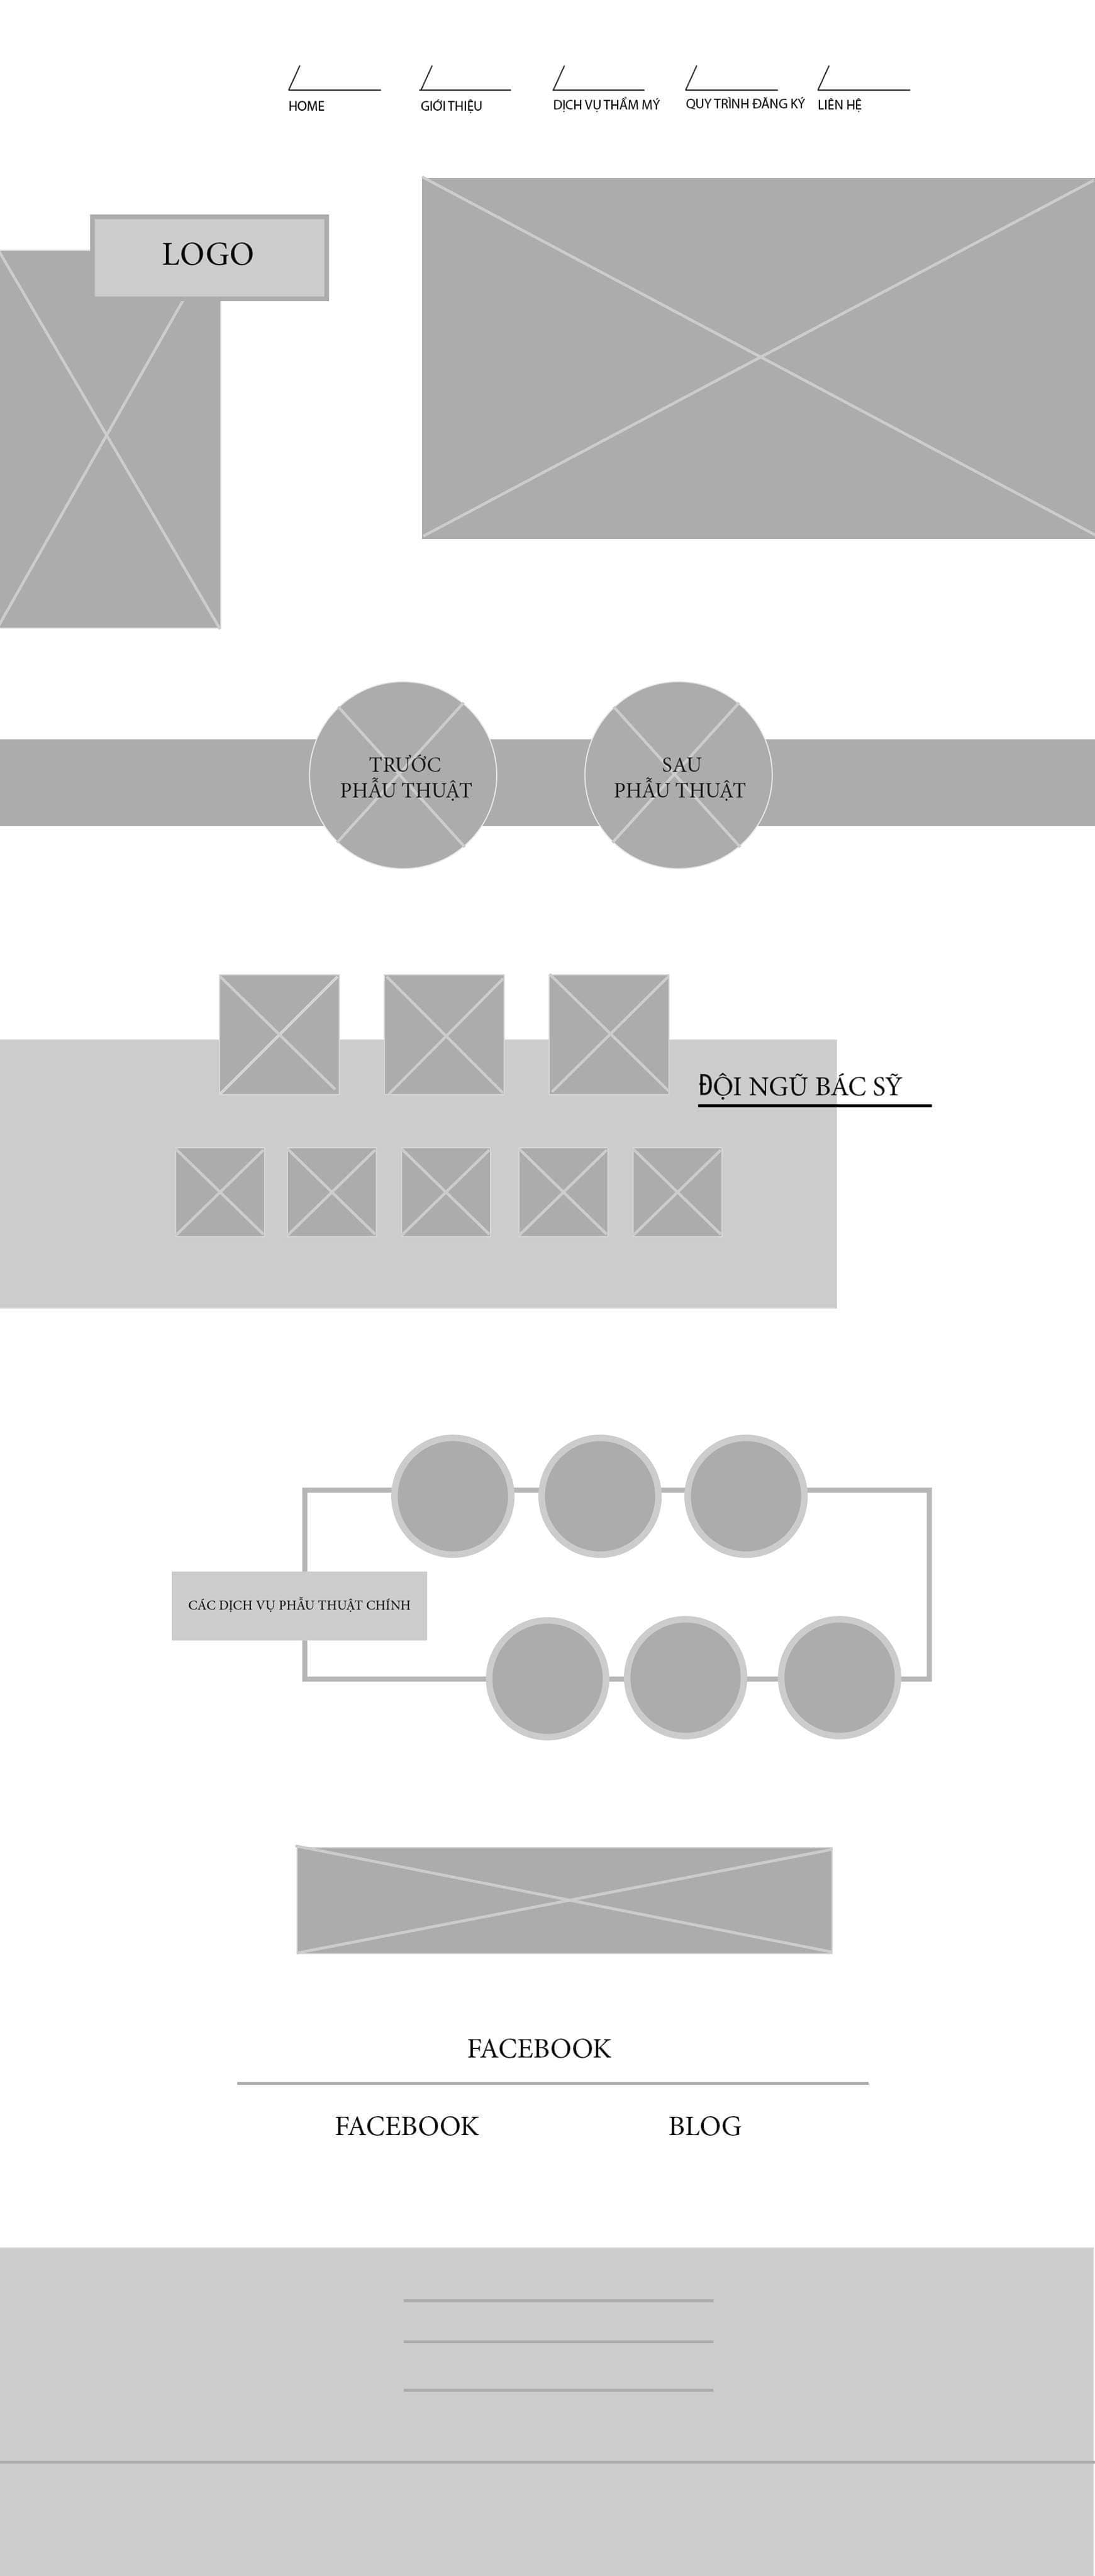 HOME
GIỚI THIỆU
DỊCH VỤ THẨM MỸ
QUY TRÌNH ĐĂNG KÝ
LIÊN HỆ
LOGO
TRƯỚC
PHẪU THUẬT
SAU
PHẪU THUẬT
ĐỘI NGŨ BÁC SỸ
CÁC DỊCH VỤ PHẪU THUẬT CHÍNH
FACEBOOK
FACEBOOK
BLOG